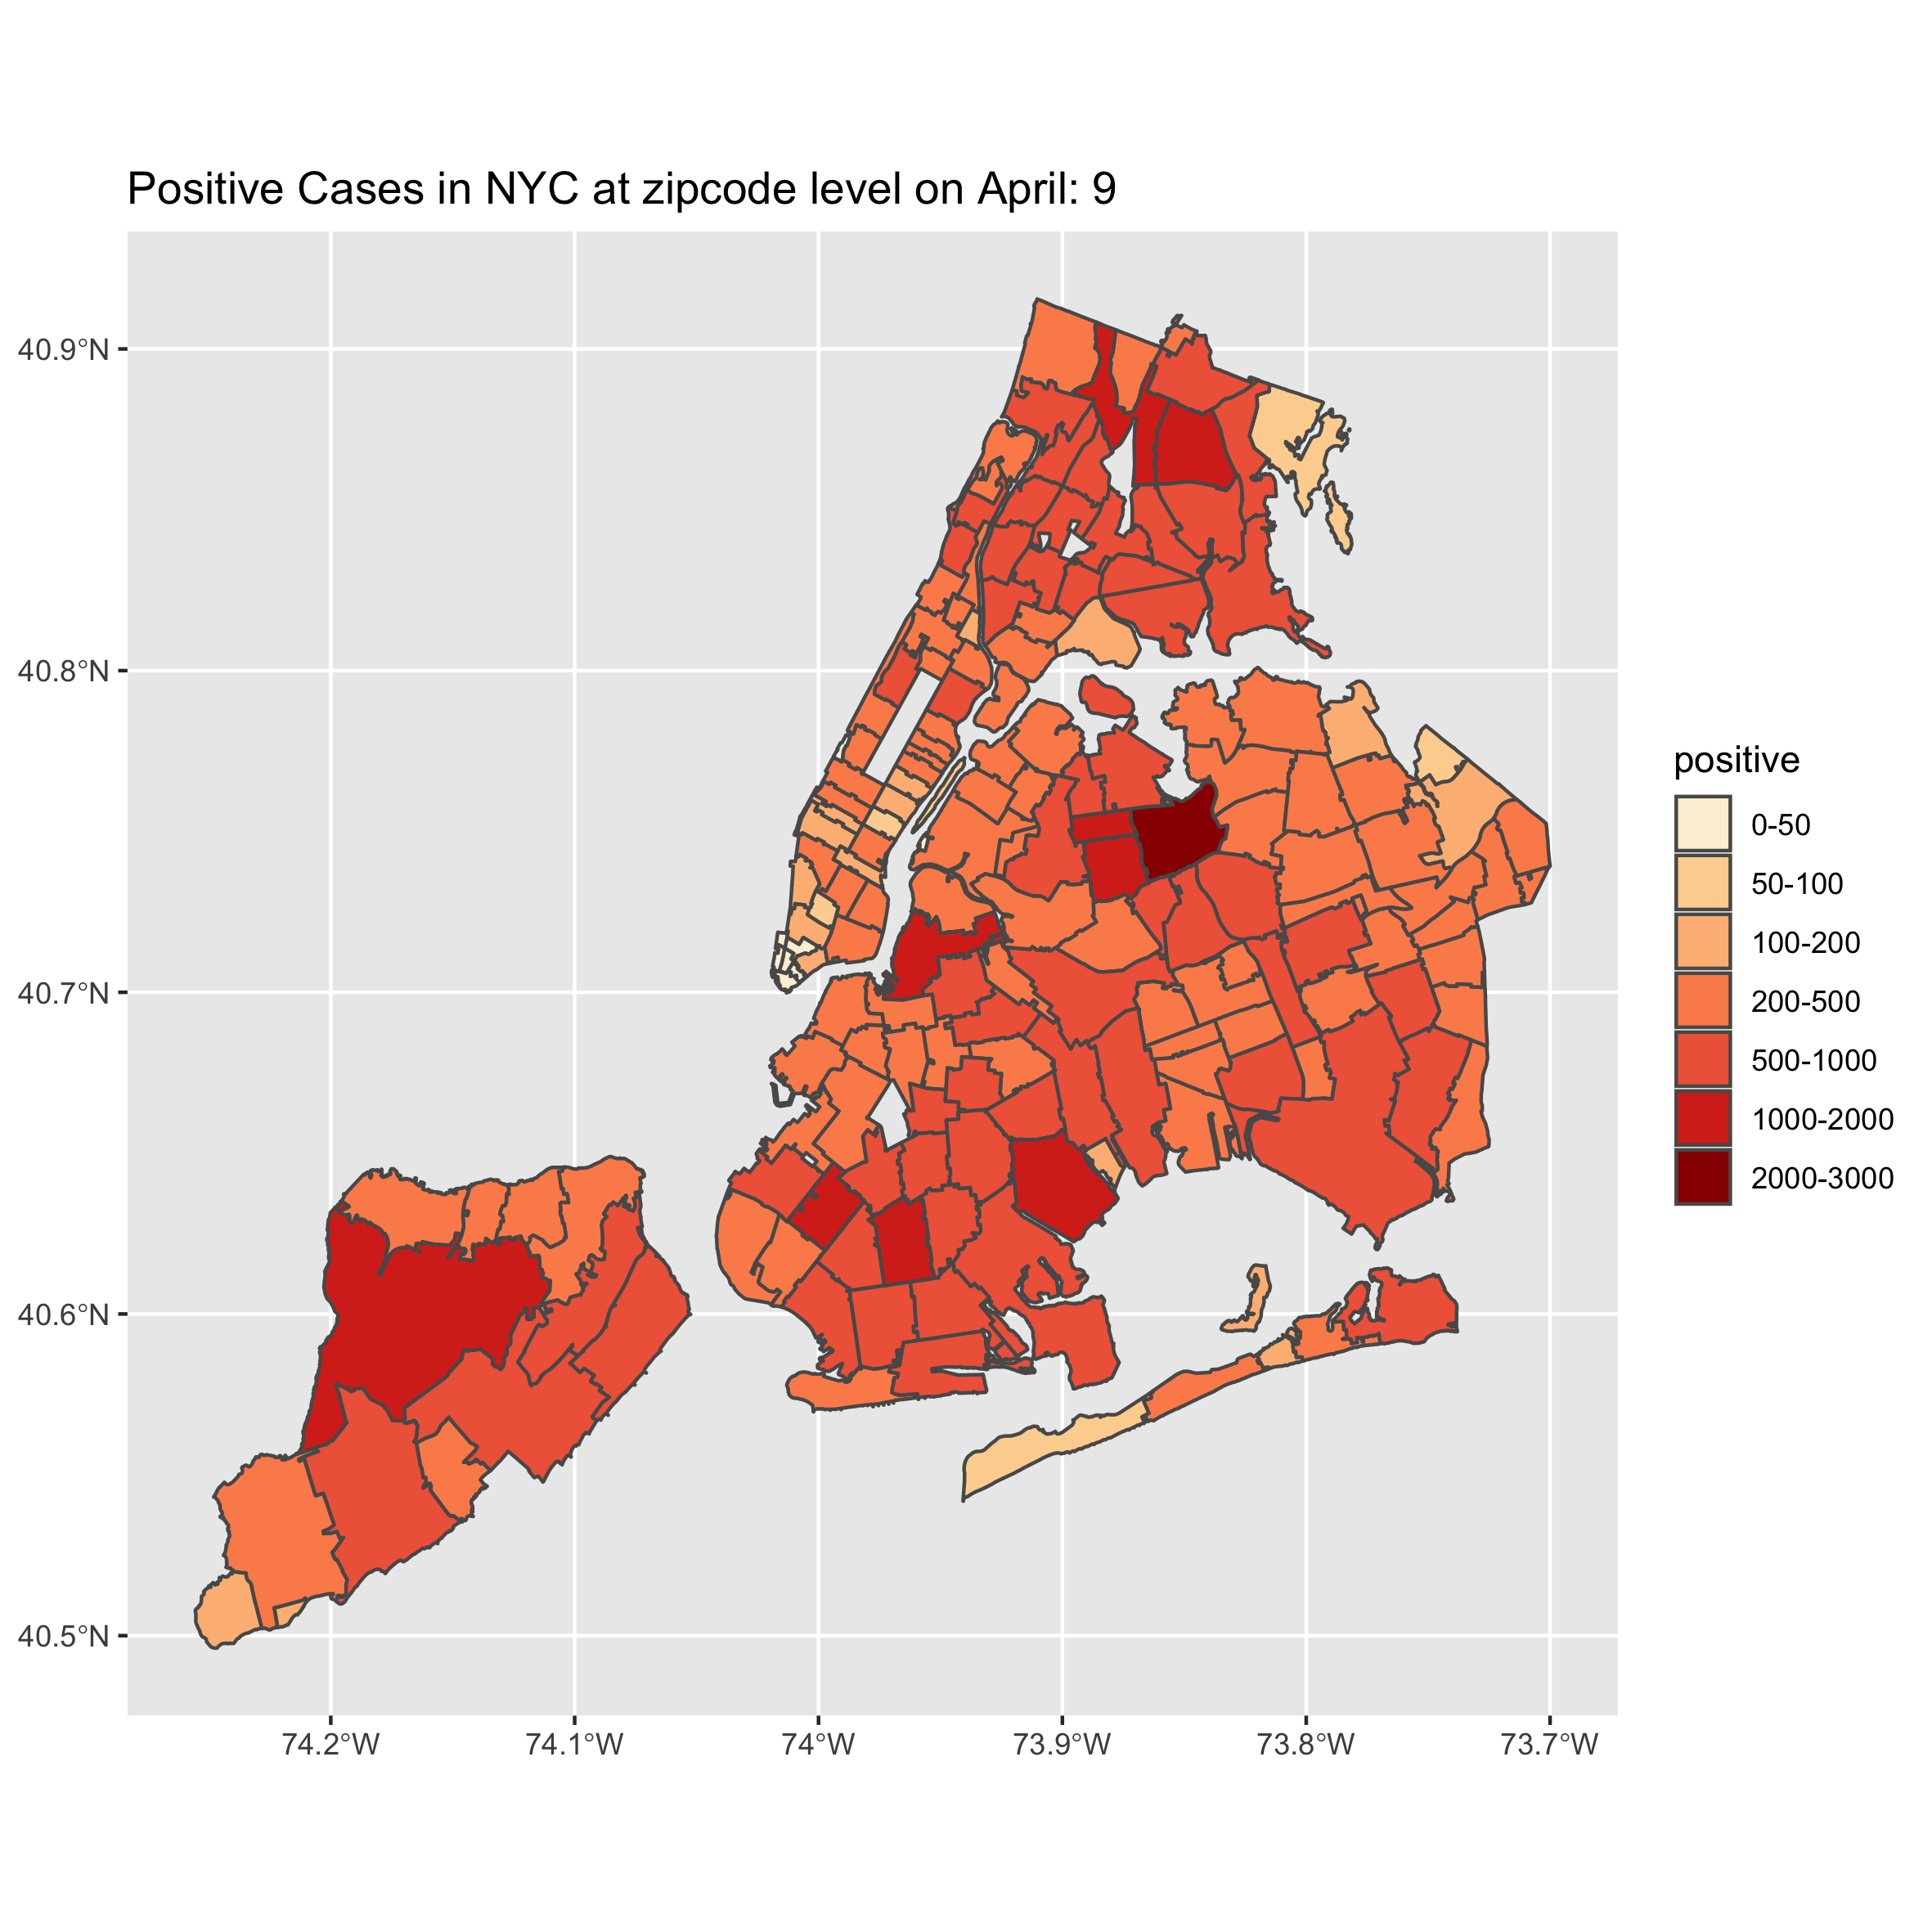 Positive Cases in NYC at zipcode level on April: 9
40.9°N
40.8°N
40.7°N
40.6°N
40.5°N
74.2°W
74.1°W
74°W
73.9°W
73.8°W
73.7°W
positive
0-50
50-100
100-200
200-500
500-1000
1000-2000
2000-3000